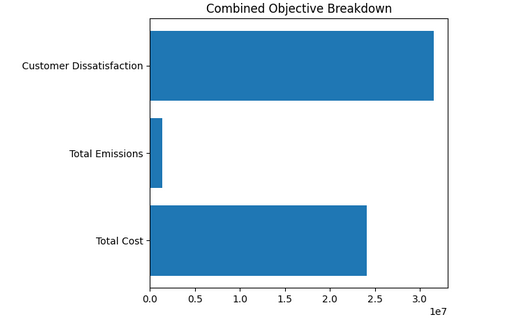 Combined Objective Breakdown
Customer Dissatisfaction
Total Emissions
Total Cost
0.0 0.5 1.0 1.5 2.0 2.5 3.0
1e7